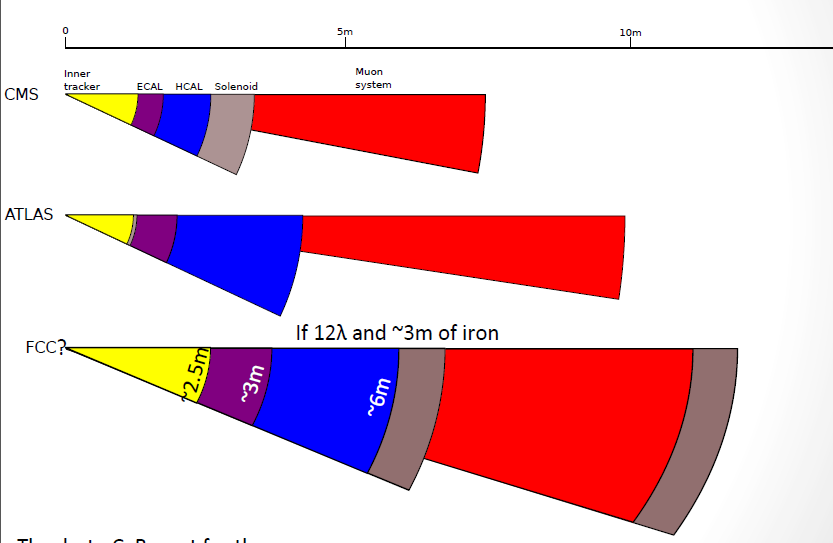 0 5m 10m
Inner
tracker
ECAL HCAL Solenoid
Muon
system
CMS
ATLAS
If 12λ and ~3m of iron
FCC?
~2.5m
~3m
~6m